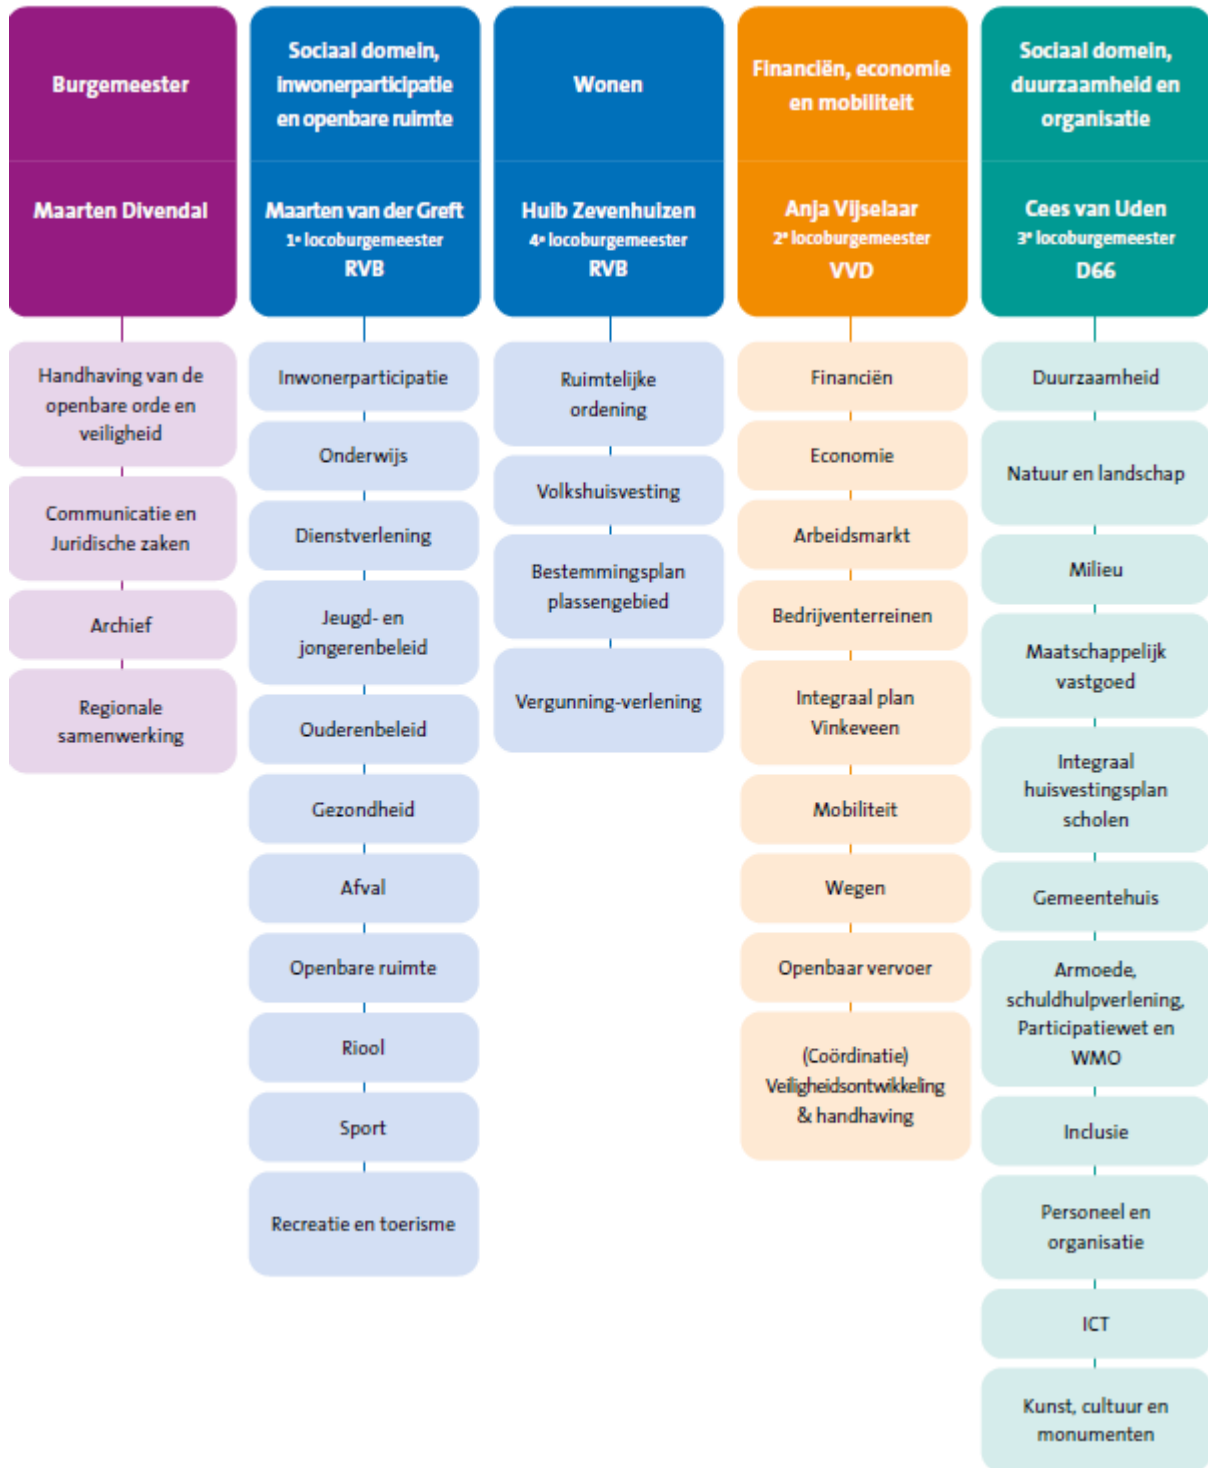 Burgemeester
Maarten Divendal
Handhaving van de
openbare orde en
veiligheid
Communicatie en
Juridische zaken
Archief
Regionale
samenwerking
Sociaal domein,
inwonerparticipatie
en openbare ruimte
Maarten van der Greft
1e locoburgemeester
RVB
Inwonerparticipatie
Onderwijs
Dienstverlening
Jeugd- en
jongerenbeleid
Ouderenbeleid
Gezondheid
Afval
Openbare ruimte
Riool
Sport
Recreatie en toerisme
Wonen
Huib Zevenhuizen
4e locoburgemeester
RVB
Ruimtelijke
ordening
Volkshuisvesting
Bestemmingsplan
plassengebied
Vergunning-verlening
Financiën, economie
en mobiliteit
Anja Vijselaar
2e locoburgemeester
VVD
Financiën
Economie
Arbeidsmarkt
Bedrijventerreinen
Integraal plan
Vinkeveen
Mobiliteit
Wegen
Openbaar vervoer
(Coördinatie)
Veiligheidsontwikkeling
& handhaving
Sociaal domein,
duurzaamheid en
organisatie
Cees van Uden
3e locoburgemeester
D66
Duurzaamheid
Natuur en landschap
Milieu
Maatschappelijk
vastgoed
Integraal
huisvestingsplan
scholen
Gemeentehuis
Armoede,
schuldhulpverlening,
Participatiewet en
WMO
Inclusie
Personeel en
organisatie
ICT
Kunst, cultuur en
monumenten